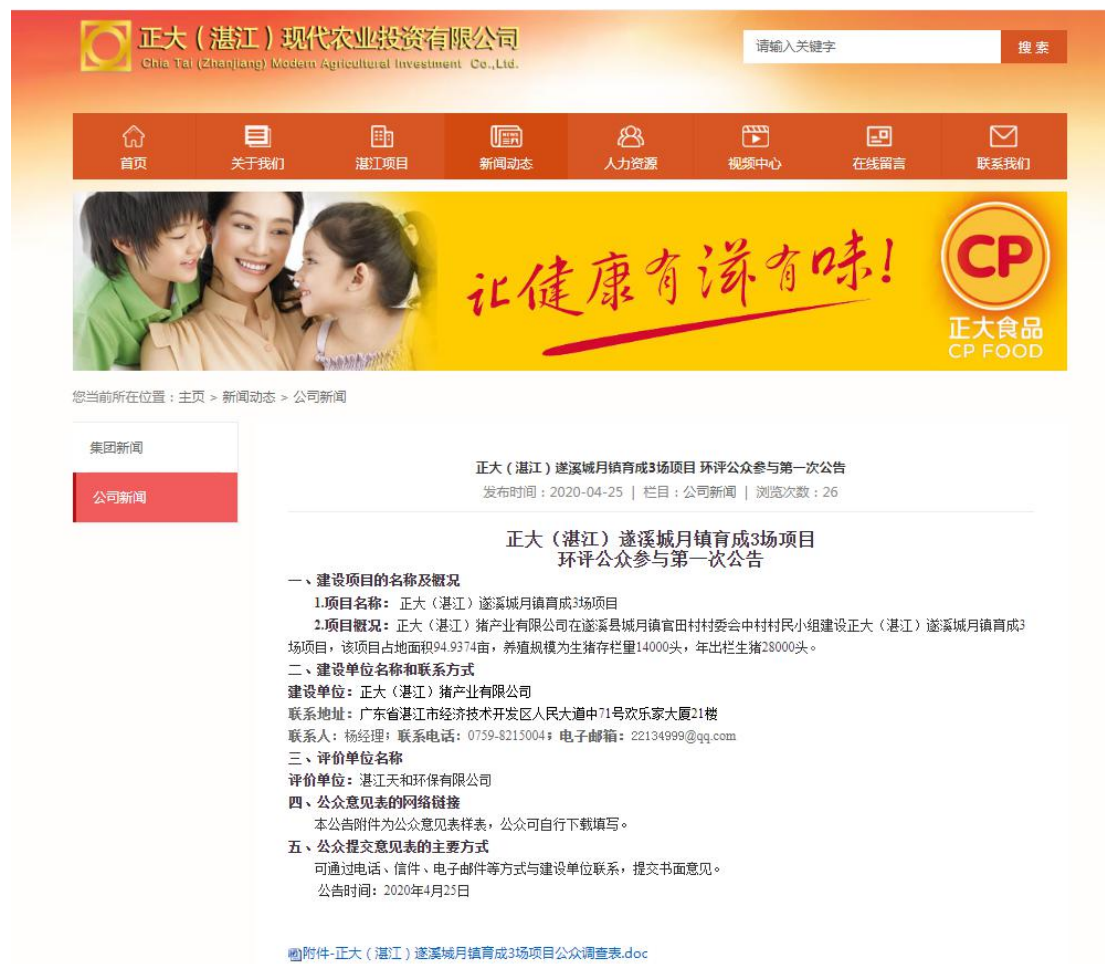 正大（湛江）现代农业投资有限公司
Chia Tai (Zhanjiang) Modern Agricultural Investment Co.,Ltd.
请输入关键字
搜索
首页
关于我们
湛江项目
新闻动态
人力资源
视频中心
在线留言
联系我们
让健康有滋有味！
CP
正大食品
CP FOOD
您当前所在位置：主页 > 新闻动态 > 公司新闻
集团新闻
公司新闻
正大（湛江）遂溪城月镇育成3场项目 环评公众参与第一次公告
发布时间：2020-04-25 | 栏目：公司新闻 | 浏览次数：26
正大（湛江）遂溪城月镇育成3场项目
环评公众参与第一次公告
一、建设项目的名称及概况
1.项目名称： 正大（湛江）遂溪城月镇育成3场项目
2.项目概况：正大（湛江）猪产业有限公司在遂溪县城月镇官田村村委会中村村民小组建设正大（湛江）遂溪城月镇育成3
场项目，该项目占地面积94.9374亩，养殖规模为生猪存栏量14000头，年出栏生猪28000头。
二、建设单位名称和联系方式
建设单位：正大（湛江）猪产业有限公司
联系地址：广东省湛江市经济技术开发区人民大道中71号欢乐家大厦21楼
联系人：杨经理；联系电话：0759-8215004；电子邮箱：22134999@qq.com
三、评价单位名称
评价单位：湛江天和环保有限公司
四、公众意见表的网络链接
本公告附件为公众意见表样表，公众可自行下载填写。
五、公众提交意见表的主要方式
可通过电话、信件、电子邮件等方式与建设单位联系，提交书面意见。
公告时间：2020年4月25日
附件-正大（湛江）遂溪城月镇育成3场项目公众调查表.doc